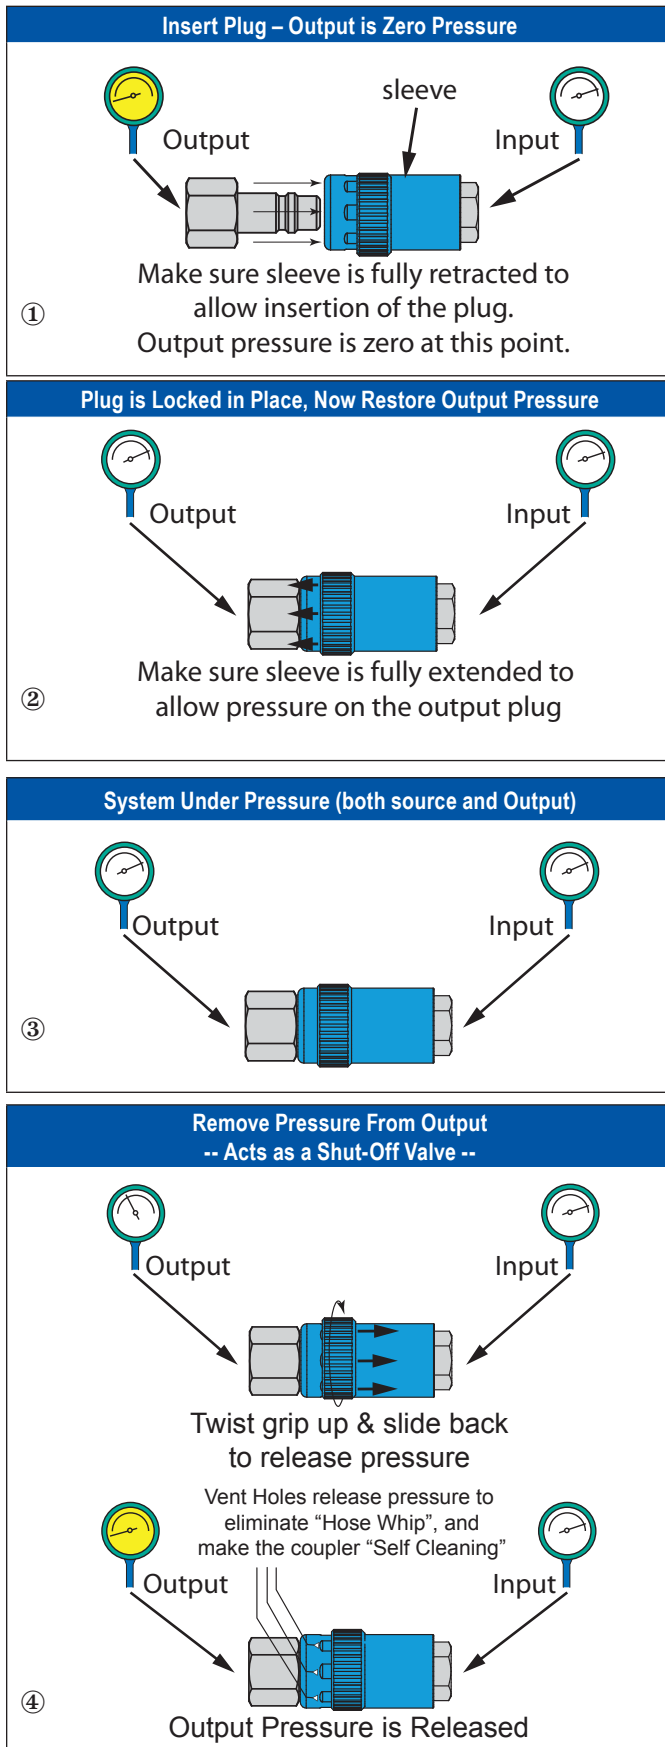 Insert Plug – Output is Zero Pressure
sleeve
Output
Input
Make sure sleeve is fully retracted to
allow insertion of the plug.
Output pressure is zero at this point.
①
Plug is Locked in Place, Now Restore Output Pressure
Output
Input
Make sure sleeve is fully extended to
allow pressure on the output plug
②
System Under Pressure (both source and Output)
Output
Input
③
Remove Pressure From Output
-- Acts as a Shut-Off Valve --
Output
Input
Twist grip up & slide back
to release pressure
Vent Holes release pressure to
eliminate “Hose Whip”, and
make the coupler “Self Cleaning”
Output
Input
④
Output Pressure is Released